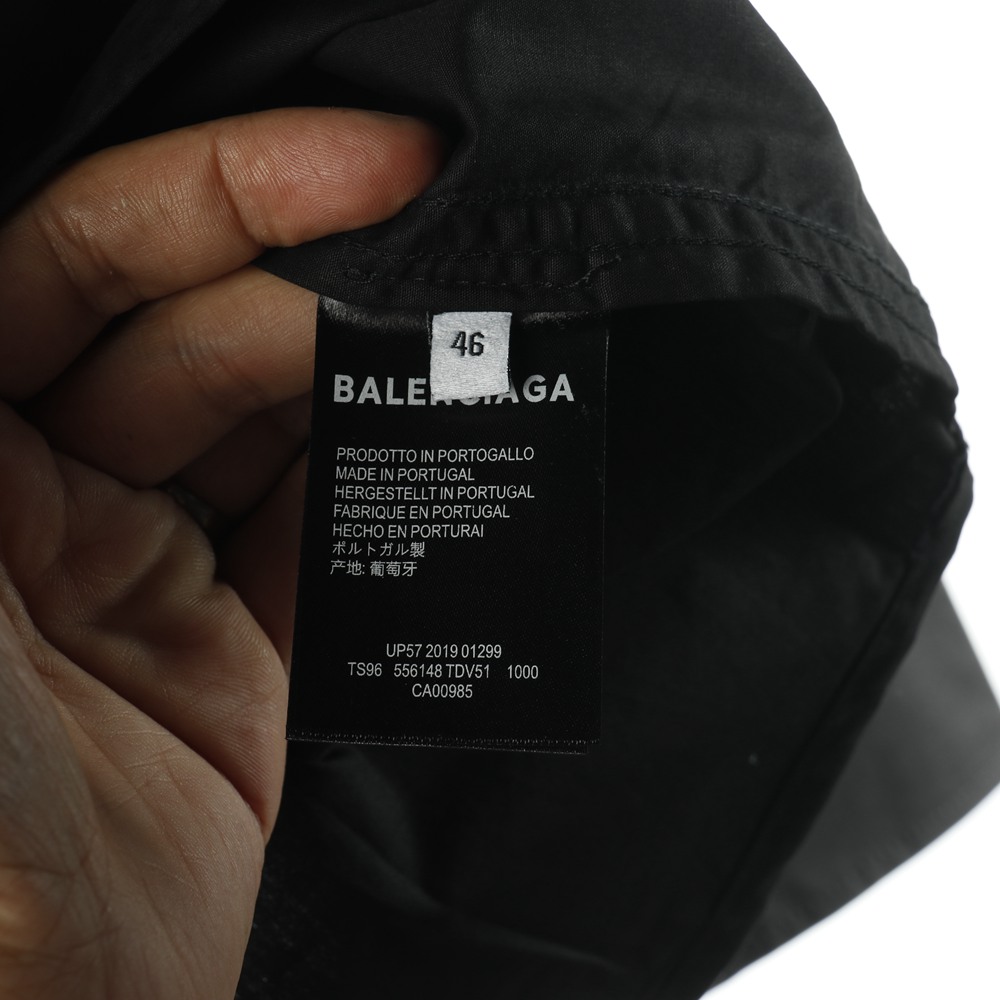 46
BALENCIAGA
PRODOTTO IN PORTOGALLO
MADE IN PORTUGAL
HERGESTELLT IN PORTUGAL
FABRIQUE EN PORTUGAL
HECHO EN PORTURAI
ポルトガル製
产地: 葡萄牙
UP57 2019 01299
TS96 556148 TDV51 1000
CA00985